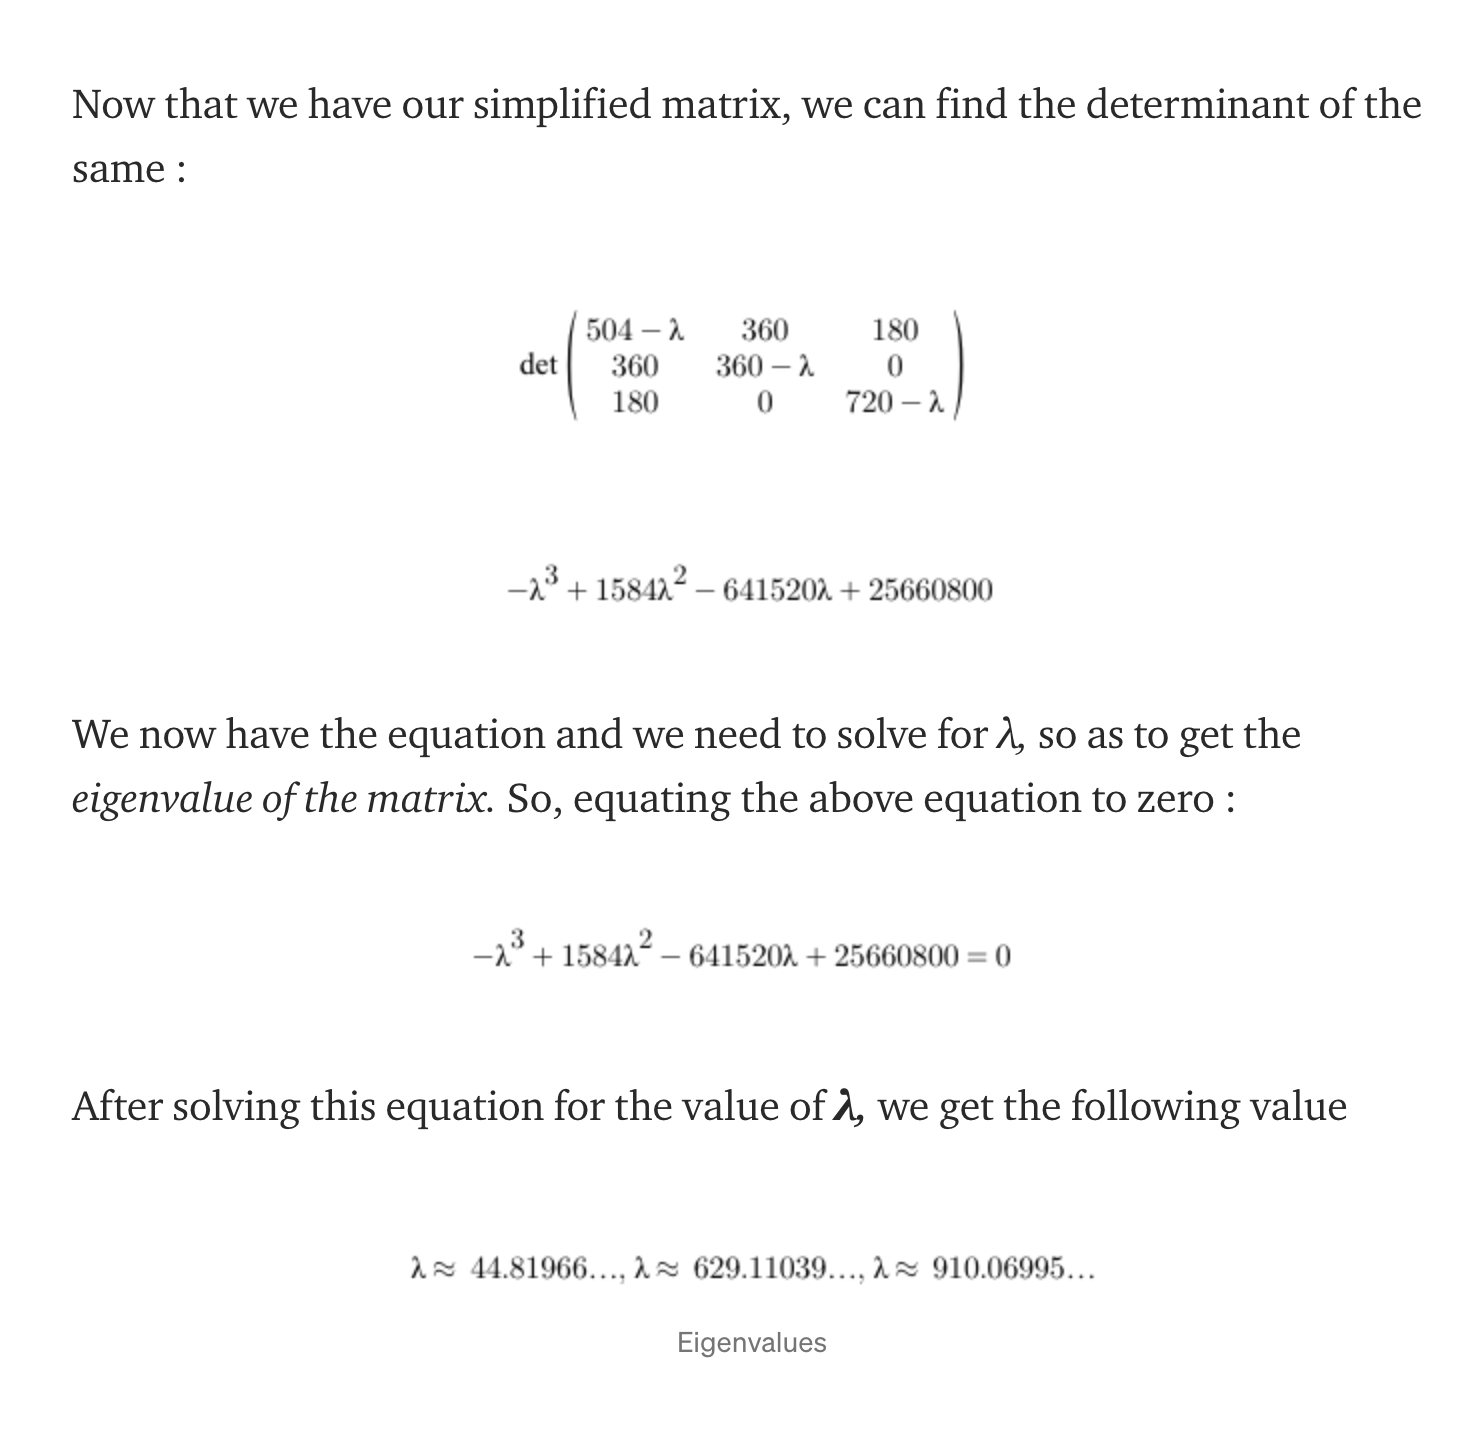 Now that we have our simplified matrix, we can find the determinant of the
same :
504 − λ 360 180
det 360 360 − λ 0
180 0 720 − λ
−λ³ + 1584λ² − 641520λ + 25660800
We now have the equation and we need to solve for λ, so as to get the
eigenvalue of the matrix. So, equating the above equation to zero :
−λ³ + 1584λ² − 641520λ + 25660800 = 0
After solving this equation for the value of λ, we get the following value
λ ≈ 44.81966..., λ ≈ 629.11039..., λ ≈ 910.06995...
Eigenvalues